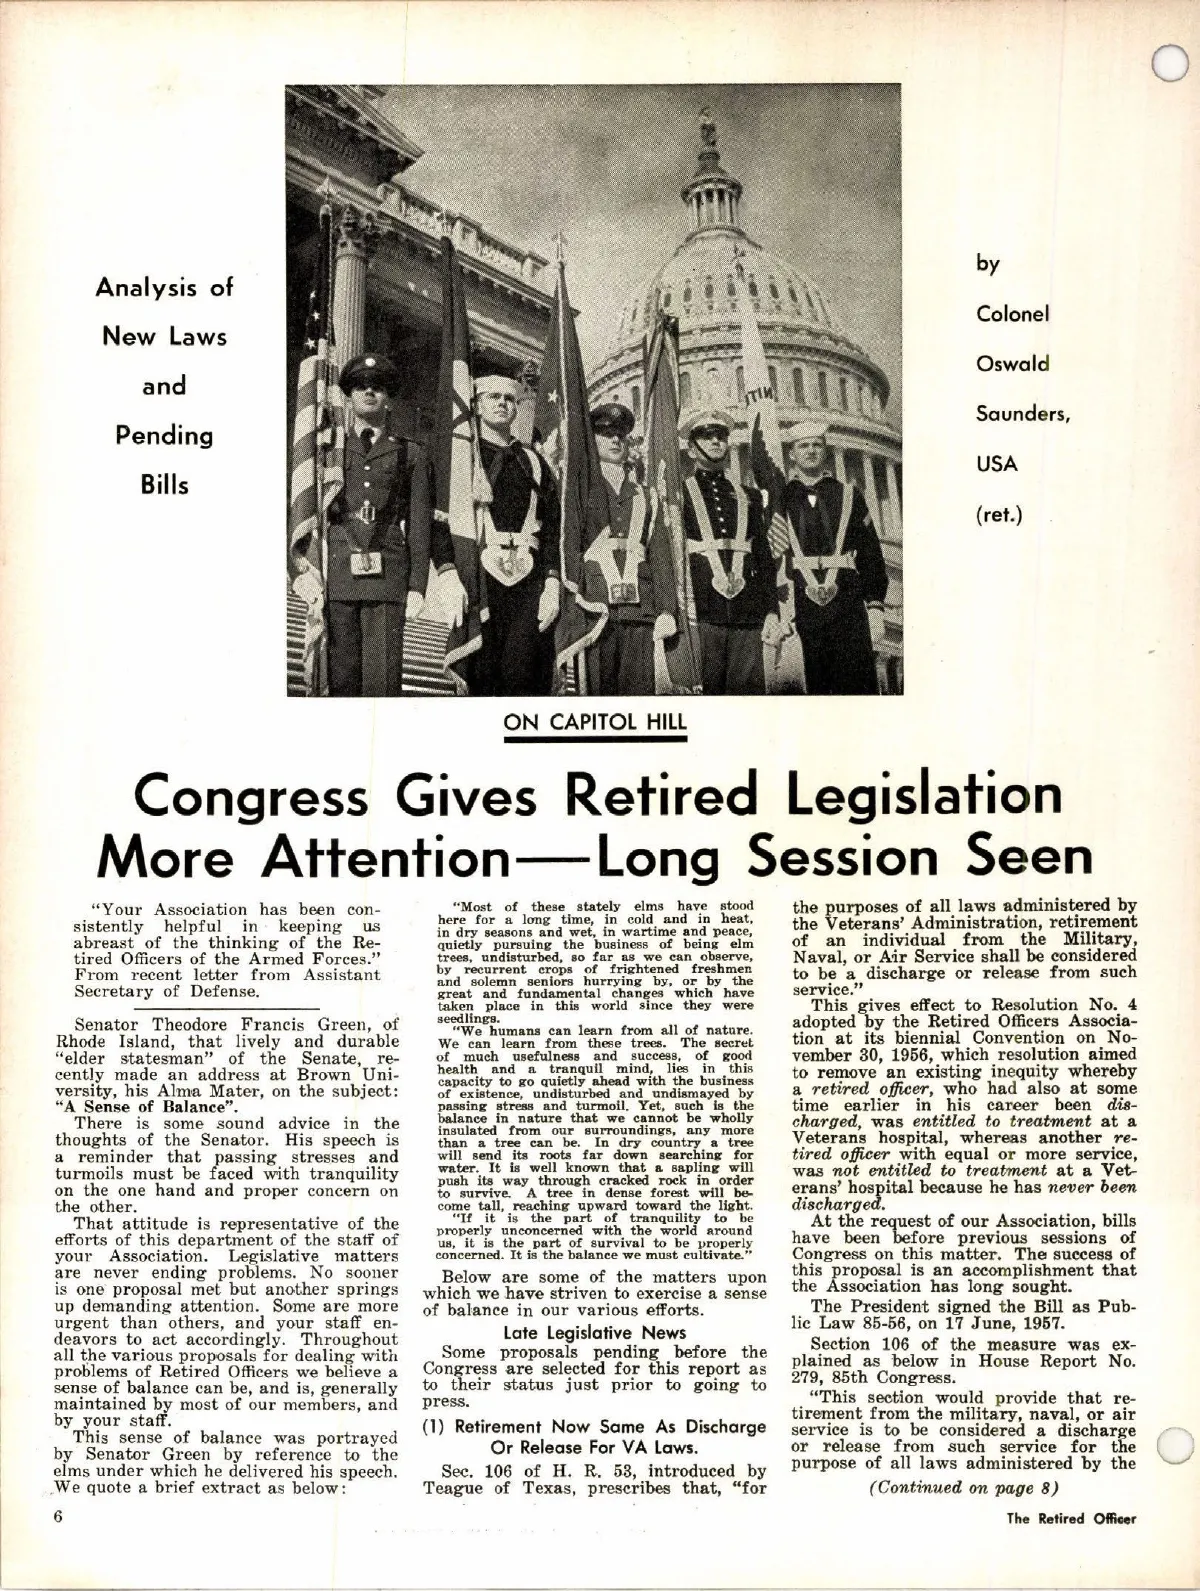 Analysis of
New Laws
and
Pending
Bills
by
Colonel
Oswald
Saunders,
USA
(ret.)
ON CAPITOL HILL
Congress Gives Retired Legislation
More Attention—Long Session Seen
"Your Association has been con-
sistently helpful in keeping us
abreast of the thinking of the Re-
tired Officers of the Armed Forces."
From recent letter from Assistant
Secretary of Defense.
Senator Theodore Francis Green, of
Rhode Island, that lively and durable
"elder statesman" of the Senate, re-
cently made an address at Brown Uni-
versity, his Alma Mater, on the subject:
"A Sense of Balance".
There is some sound advice in the
thoughts of the Senator. His speech is
a reminder that passing stresses and
turmoils must be faced with tranquility
on the one hand and proper concern on
the other.
That attitude is representative of the
efforts of this department of the staff of
your Association. Legislative matters
are never ending problems. No sooner
is one proposal met but another springs
up demanding attention. Some are more
urgent than others, and your staff en-
deavors to act accordingly. Throughout
all the various proposals for dealing with
problems of Retired Officers we believe a
sense of balance can be, and is, generally
maintained by most of our members, and
by your staff.
This sense of balance was portrayed
by Senator Green by reference to the
elms under which he delivered his speech.
We quote a brief extract as below:
"Most of these stately elms have stood
here for a long time, in cold and in heat,
in dry seasons and wet, in wartime and peace,
quietly pursuing the business of being elm
trees, undisturbed, so far as we can observe,
by recurrent crops of frightened freshmen
and solemn seniors hurrying by, or by the
great and fundamental changes which have
taken place in this world since they were
seedlings.
"We humans can learn from all of nature.
We can learn from these trees. The secret
of much usefulness and success, of good
health and a tranquil mind, lies in this
capacity to go quietly ahead with the business
of existence, undisturbed and undismayed by
passing stress and turmoil. Yet, such is the
balance in nature that we cannot be wholly
insulated from our surroundings, any more
than a tree can be. In dry country a tree
will send its roots far down searching for
water. It is well known that a sapling will
push its way through cracked rock in order
to survive. A tree in dense forest will be-
come tall, reaching upward toward the light.
"If it is the part of tranquility to be
properly unconcerned with the world around
us, it is the part of survival to be properly
concerned. It is the balance we must cultivate."
Below are some of the matters upon
which we have striven to exercise a sense
of balance in our various efforts.
Late Legislative News
Some proposals pending before the
Congress are selected for this report as
to their status just prior to going to
press.
(1) Retirement Now Same As Discharge
Or Release For VA Laws.
Sec. 106 of H. R. 53, introduced by
Teague of Texas, prescribes that, "for
the purposes of all laws administered by
the Veterans' Administration, retirement
of an individual from the Military,
Naval, or Air Service shall be considered
to be a discharge or release from such
service."
This gives effect to Resolution No. 4
adopted by the Retired Officers Associa-
tion at its biennial Convention on No-
vember 30, 1956, which resolution aimed
to remove an existing inequity whereby
a retired officer, who had also at some
time earlier in his career been dis-
charged, was entitled to treatment at a
Veterans hospital, whereas another re-
tired officer with equal or more service,
was not entitled to treatment at a Vet-
erans' hospital because he has never been
discharged.
At the request of our Association, bills
have been before previous sessions of
Congress on this matter. The success of
this proposal is an accomplishment that
the Association has long sought.
The President signed the Bill as Pub-
lic Law 85-56, on 17 June, 1957.
Section 106 of the measure was ex-
plained as below in House Report No.
279, 85th Congress.
"This section would provide that re-
tirement from the military, naval, or air
service is to be considered a discharge
or release from such service for the
purpose of all laws administered by the
(Continued on page 8)
6
The Retired Officer